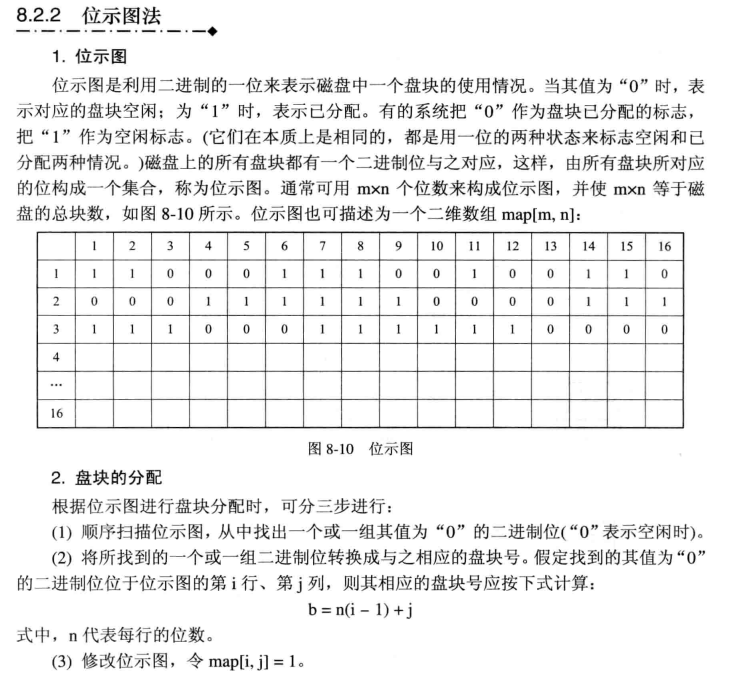 8.2.2 位示图法
1. 位示图
位示图是利用二进制的一位来表示磁盘中一个盘块的使用情况。当其值为“0”时，表
示对应的盘块空闲；为“1”时，表示已分配。有的系统把“0”作为盘块已分配的标志，
把“1”作为空闲标志。(它们在本质上是相同的，都是用一位的两种状态来标志空闲和已
分配两种情况。)磁盘上的所有盘块都有一个二进制位与之对应，这样，由所有盘块所对应
的位构成一个集合，称为位示图。通常可用 m×n 个位数来构成位示图，并使 m×n 等于磁
盘的总块数，如图 8-10 所示。位示图也可描述为一个二维数组 map[m, n]：
1 2 3 4 5 6 7 8 9 10 11 12 13 14 15 16
1 1 1 0 0 0 1 1 1 0 0 1 0 0 1 1 0
2 0 0 0 1 1 1 1 1 1 0 0 0 0 1 1 1
3 1 1 1 0 0 0 1 1 1 1 1 1 0 0 0 0
4
…
16
图 8-10 位示图
2. 盘块的分配
根据位示图进行盘块分配时，可分三步进行：
(1) 顺序扫描位示图，从中找出一个或一组其值为“0”的二进制位(“0”表示空闲时)。
(2) 将所找到的一个或一组二进制位转换成与之相应的盘块号。假定找到的其值为“0”
的二进制位位于位示图的第 i 行、第 j 列，则其相应的盘块号应按下式计算：
b = n(i − 1) + j
式中，n 代表每行的位数。
(3) 修改位示图，令 map[i, j] = 1。